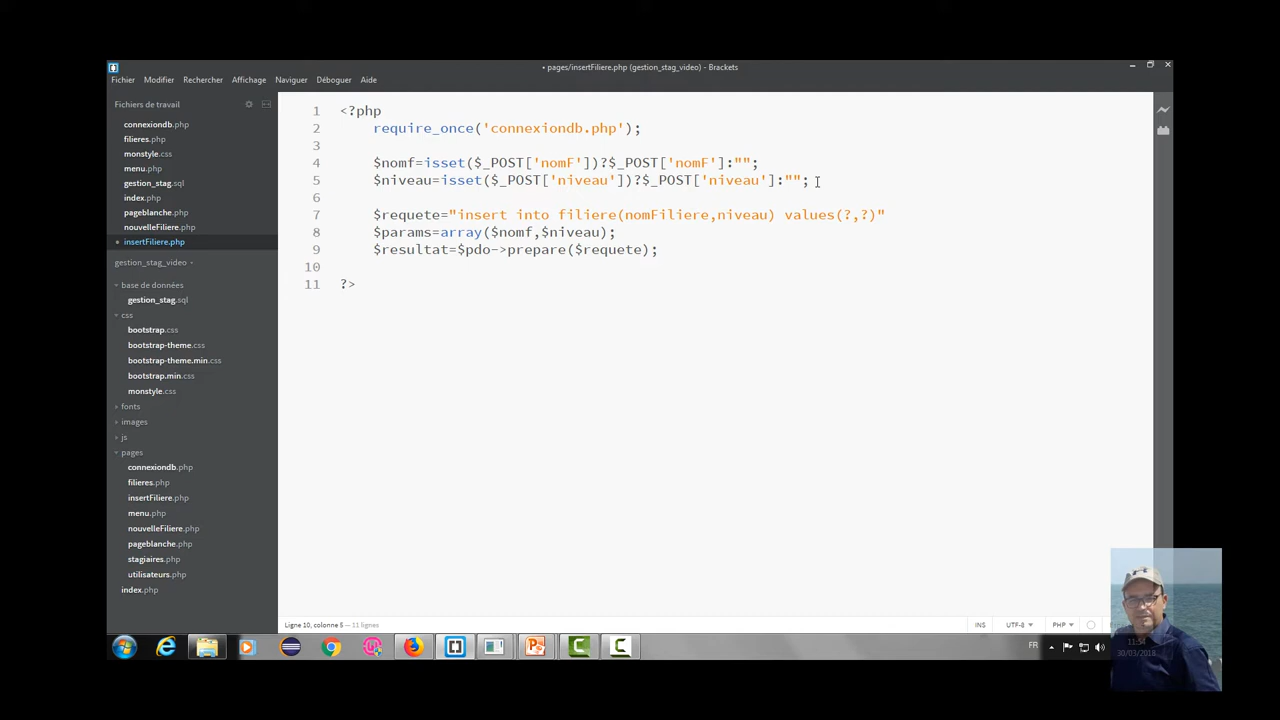 • pages/insertFiliere.php (gestion_stag_video) - Brackets
Fichier Modifier Rechercher Affichage Naviguer Déboguer Aide
Fichiers de travail
connexiondb.php
filieres.php
monstyle.css
menu.php
gestion_stag.sql
index.php
pageblanche.php
nouvelleFiliere.php
• insertFiliere.php
gestion_stag_video
base de données
gestion_stag.sql
css
bootstrap.css
bootstrap-theme.css
bootstrap-theme.min.css
bootstrap.min.css
monstyle.css
fonts
images
js
pages
connexiondb.php
filieres.php
insertFiliere.php
menu.php
nouvelleFiliere.php
pageblanche.php
stagiaires.php
utilisateurs.php
index.php
1 <?php
2 require_once('connexiondb.php');
3
4 $nomf=isset($_POST['nomF'])?$_POST['nomF']:"";
5 $niveau=isset($_POST['niveau'])?$_POST['niveau']:"";
6
7 $requete="insert into filiere(nomFiliere,niveau) values(?,?)"
8 $params=array($nomf,$niveau);
9 $resultat=$pdo->prepare($requete);
10
11 ?>
Ligne 10, colonne 5 — 11 lignes
INS UTF-8 PHP
FR
11:54
30/03/2018